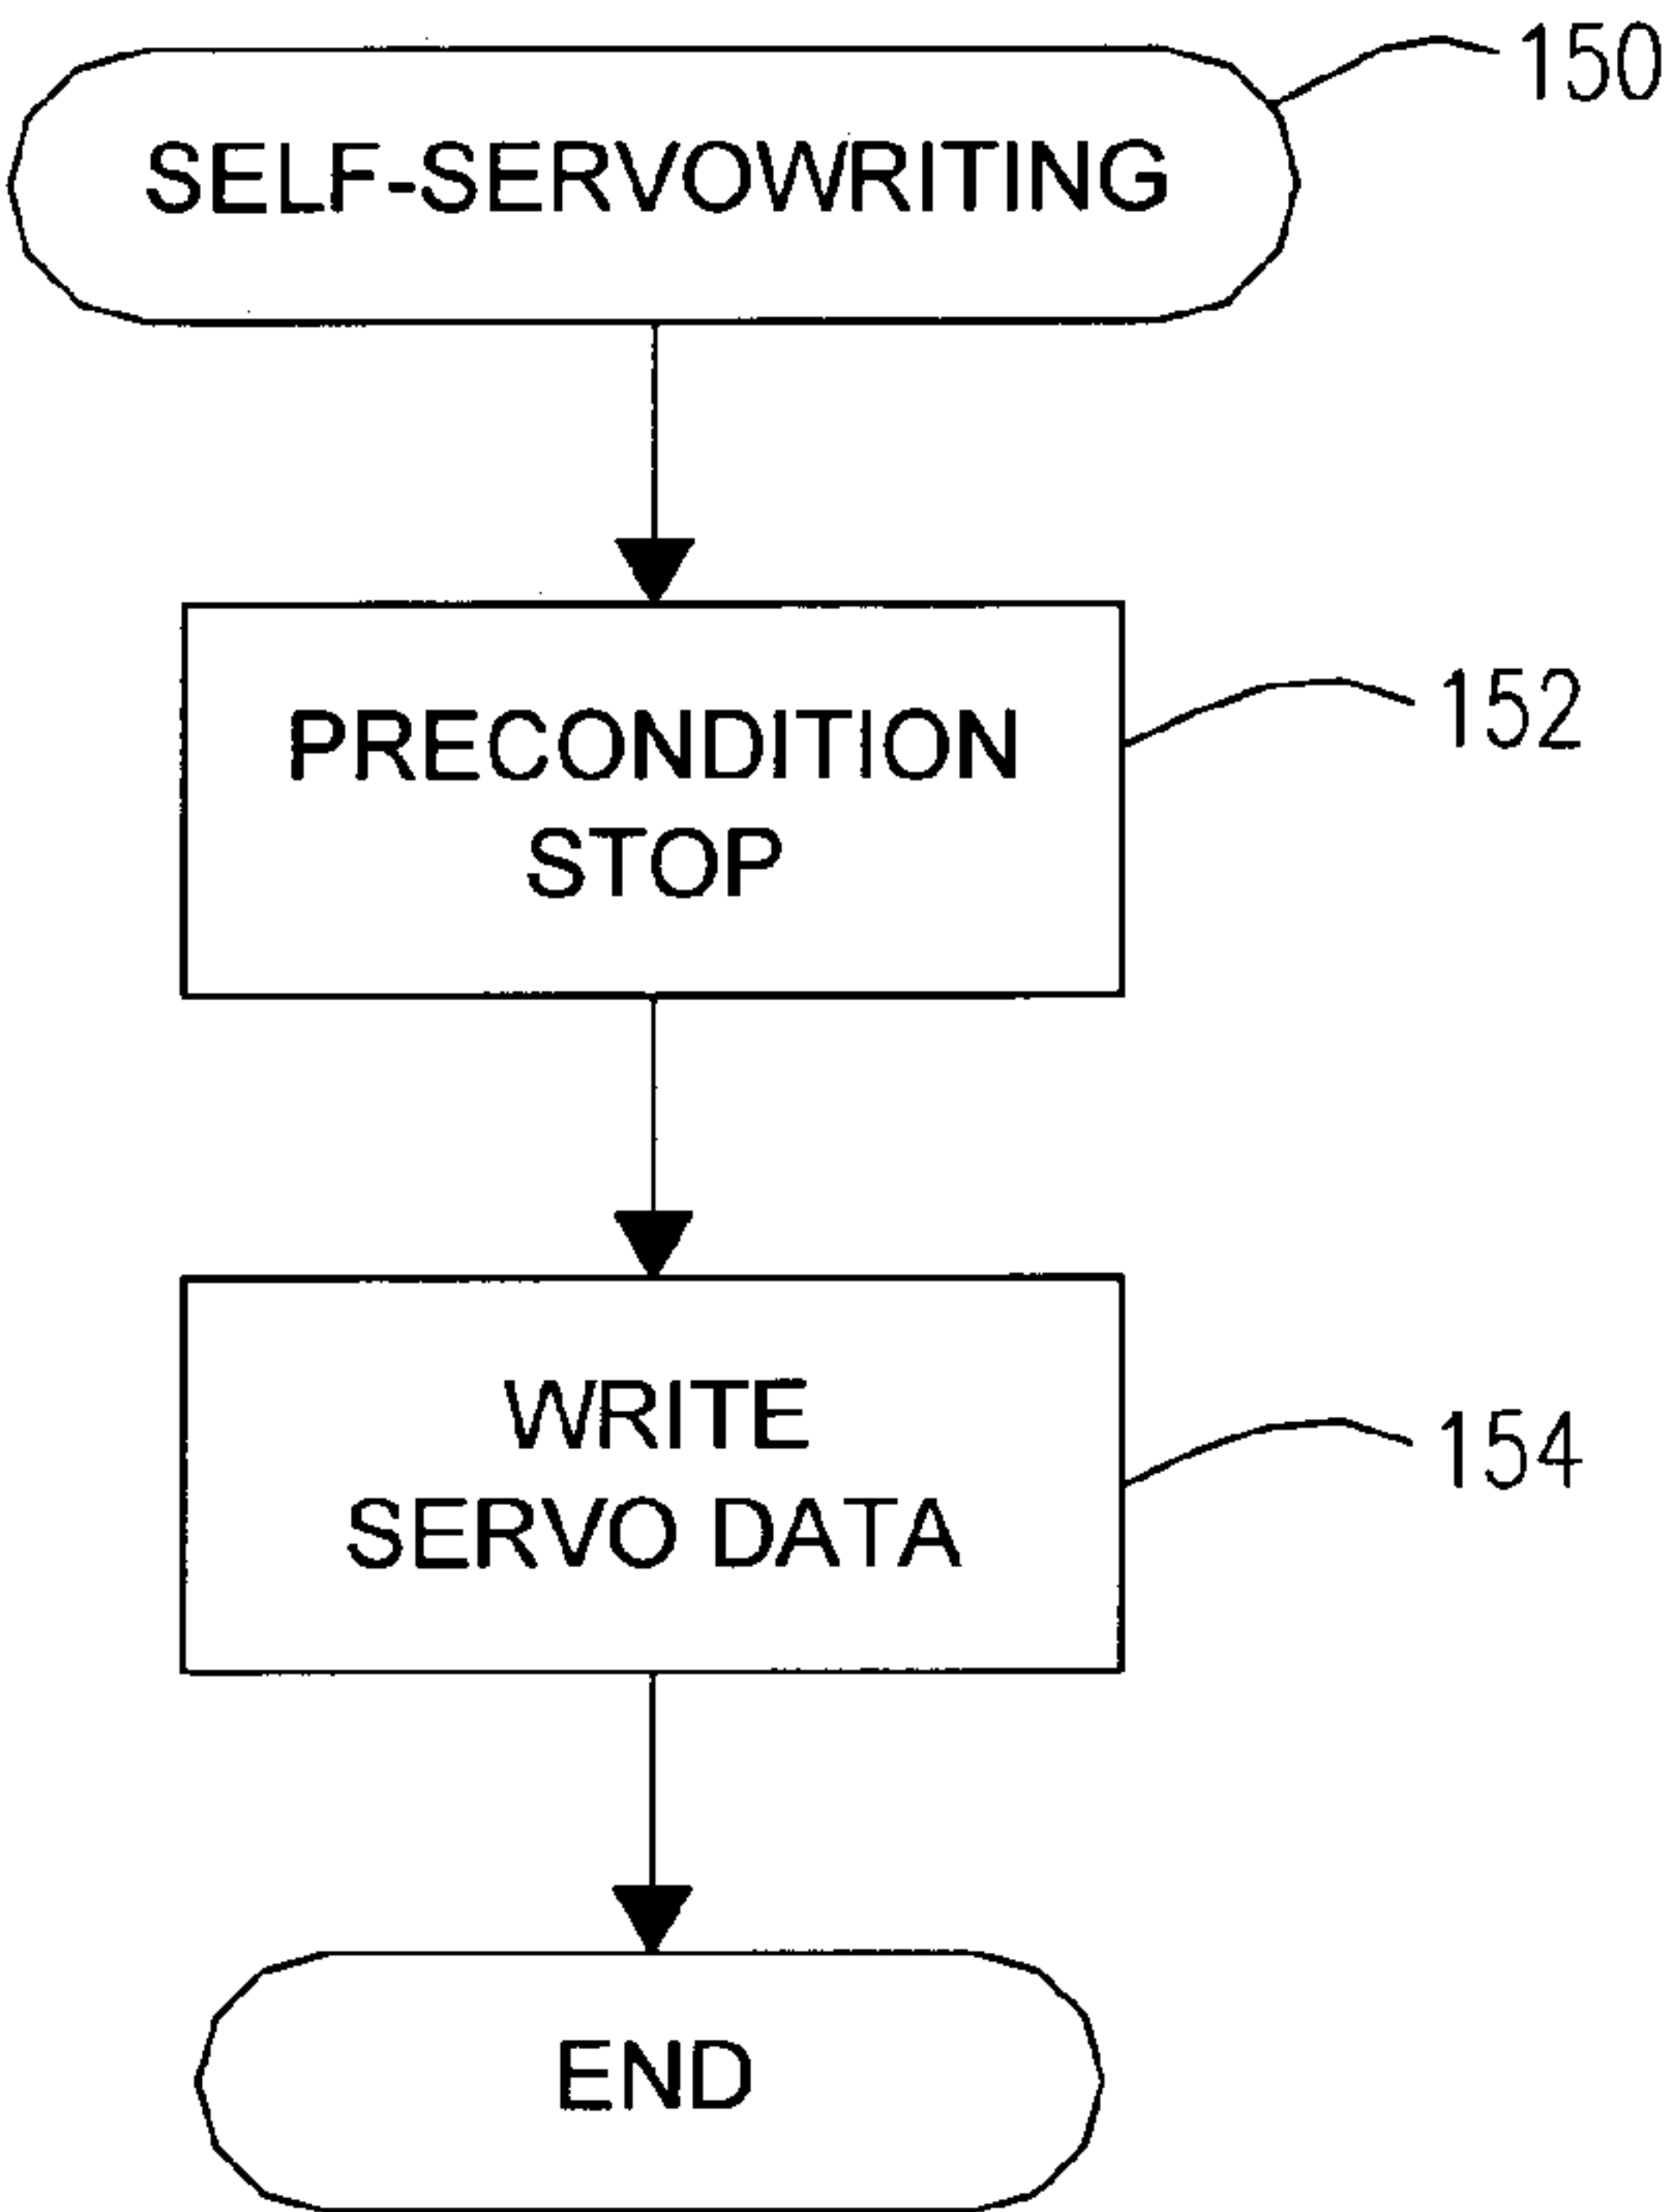 150
SELF-SERVOWRITING
PRECONDITION
STOP
152
WRITE
SERVO DATA
154
END